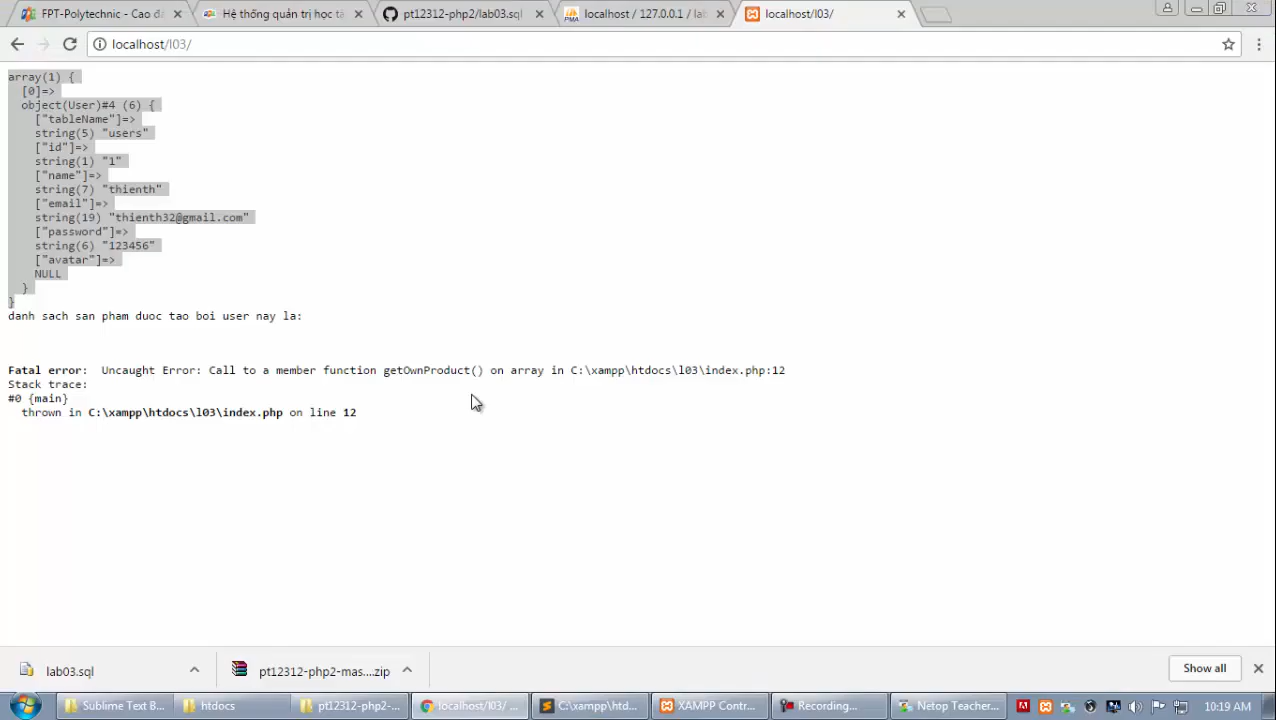 FPT-Polytechnic - Cao đẳ
Hệ thống quản trị học tậ
pt12312-php2/lab03.sql
localhost / 127.0.0.1 / lab
localhost/l03/
localhost/l03/
array(1) {
[0]=>
object(User)#4 (6) {
["tableName"]=>
string(5) "users"
["id"]=>
string(1) "1"
["name"]=>
string(7) "thienth"
["email"]=>
string(19) "thienth32@gmail.com"
["password"]=>
string(6) "123456"
["avatar"]=>
NULL
}
}
danh sach san pham duoc tao boi user nay la:
Fatal error: Uncaught Error: Call to a member function getOwnProduct() on array in C:\xampp\htdocs\l03\index.php:12
Stack trace:
#0 {main}
thrown in C:\xampp\htdocs\l03\index.php on line 12
lab03.sql
pt12312-php2-mas....zip
Show all
Sublime Text B...
htdocs
pt12312-php2-...
localhost/l03/ ...
C:\xampp\htd...
XAMPP Contr...
Recording...
Netop Teacher...
10:19 AM